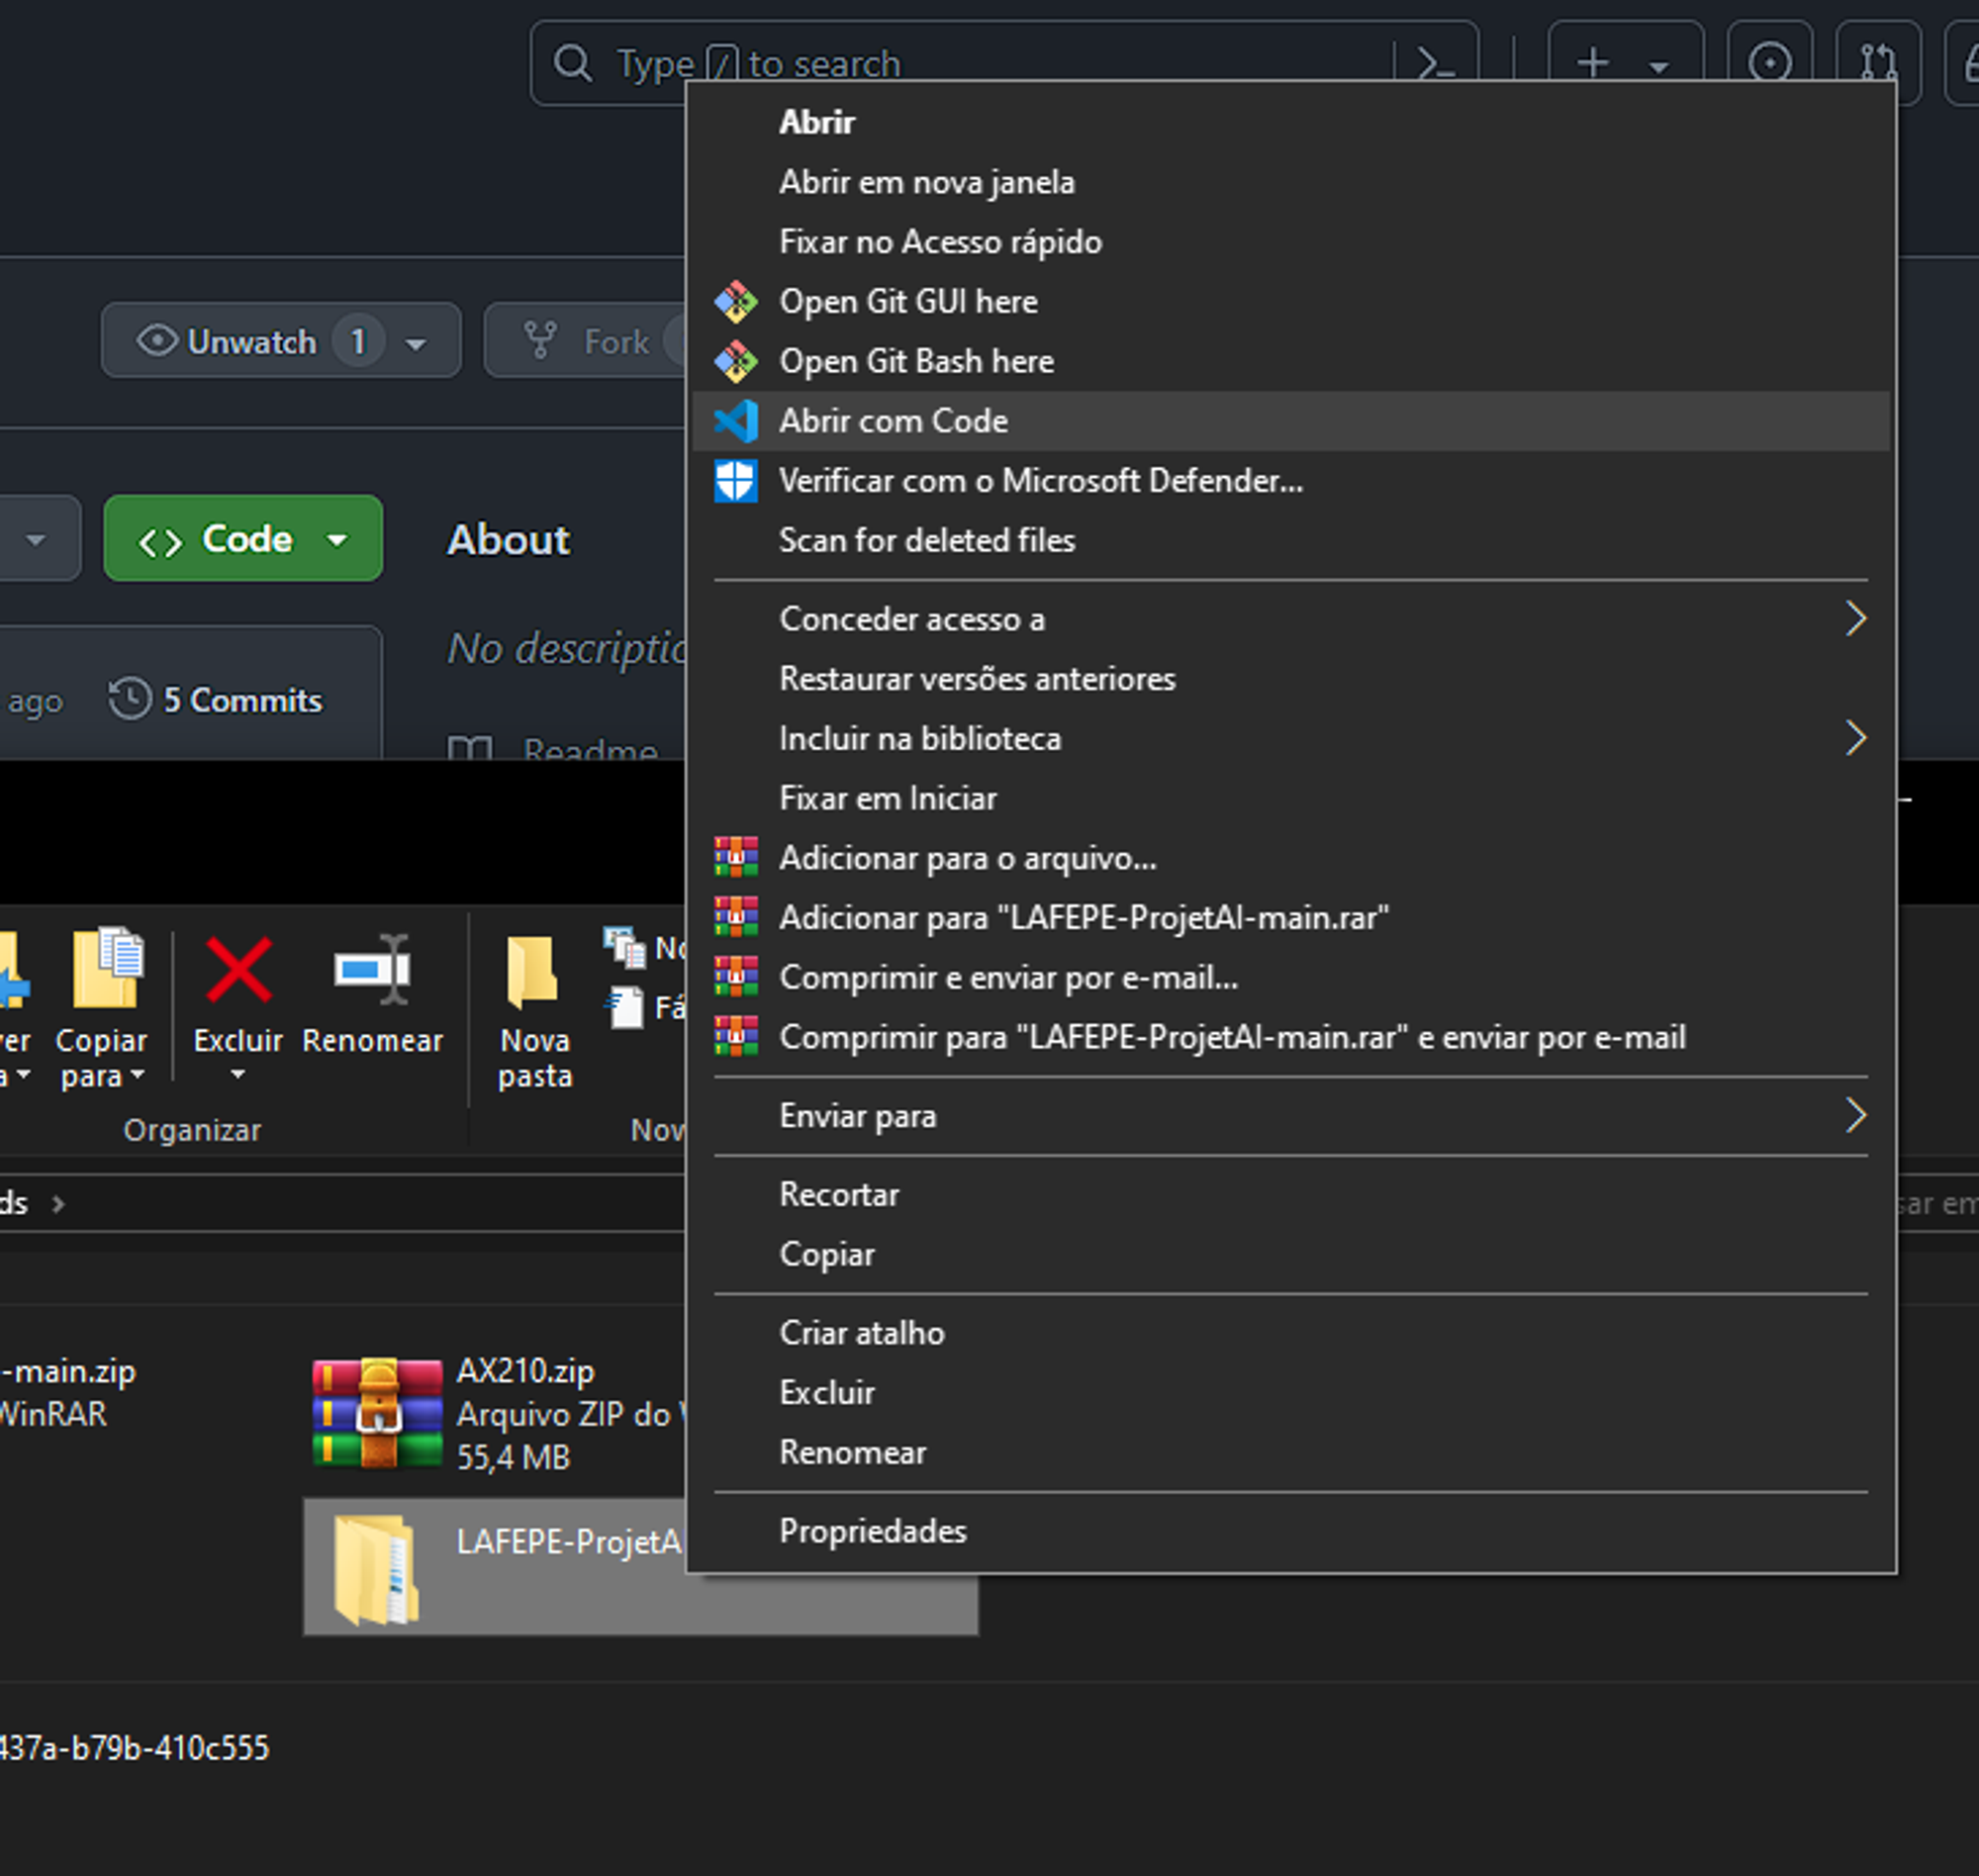 Type / to search
Abrir
Abrir em nova janela
Fixar no Acesso rápido
Open Git GUI here
Open Git Bash here
Abrir com Code
Verificar com o Microsoft Defender...
Scan for deleted files
Conceder acesso a
Restaurar versões anteriores
Incluir na biblioteca
Fixar em Iniciar
Adicionar para o arquivo...
Adicionar para "LAFEPE-ProjetAI-main.rar"
Comprimir e enviar por e-mail...
Comprimir para "LAFEPE-ProjetAI-main.rar" e enviar por e-mail
Enviar para
Recortar
Copiar
Criar atalho
Excluir
Renomear
Propriedades
Unwatch 1
Fork
Code
About
No descriptio
ago 5 Commits
Readme
Copiar para
Excluir
Renomear
Nova pasta
Organizar
Nov
ds
sar em
-main.zip
WinRAR
AX210.zip
Arquivo ZIP do
55,4 MB
LAFEPE-ProjetA
437a-b79b-410c555